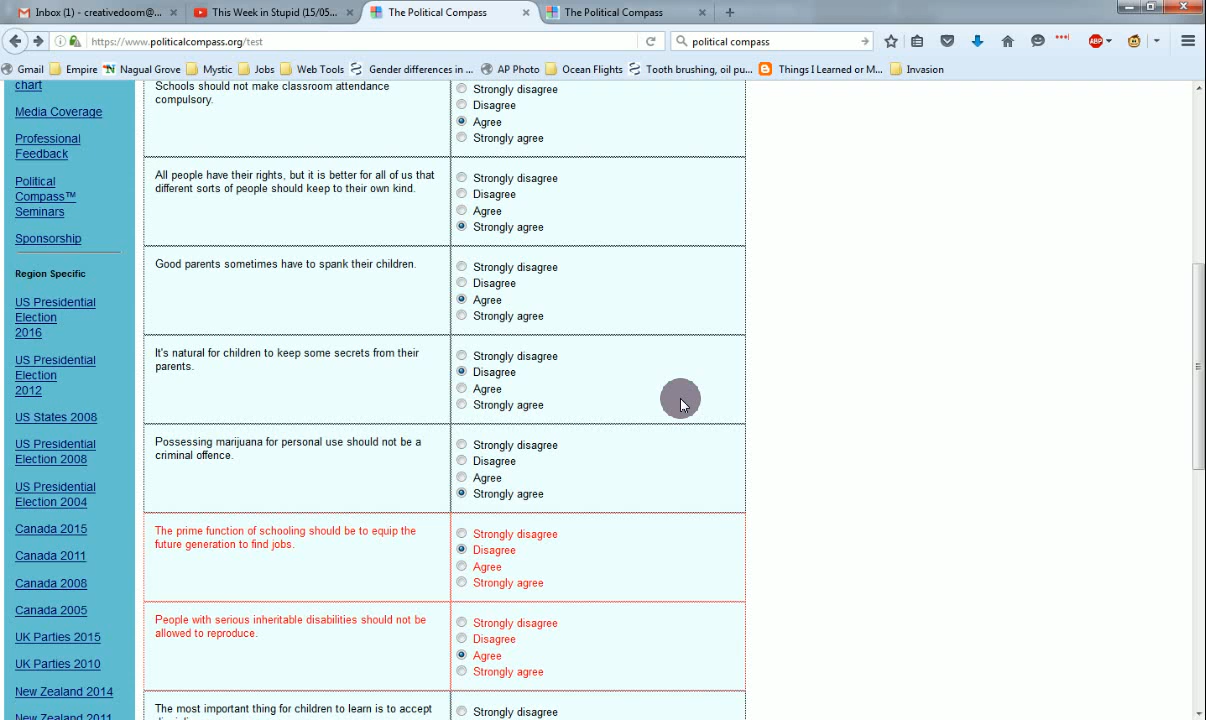 Inbox (1) - creativedoom@...
This Week in Stupid (15/05...
The Political Compass
The Political Compass
https://www.politicalcompass.org/test
political compass
ABP
Gmail
Empire
Nagual Grove
Mystic
Jobs
Web Tools
Gender differences in ...
AP Photo
Ocean Flights
Tooth brushing, oil pu...
Things I Learned or M...
Invasion
chart
Media Coverage
Professional
Feedback
Political
Compass™
Seminars
Sponsorship
Region Specific
US Presidential
Election
2016
US Presidential
Election
2012
US States 2008
US Presidential
Election 2008
US Presidential
Election 2004
Canada 2015
Canada 2011
Canada 2008
Canada 2005
UK Parties 2015
UK Parties 2010
New Zealand 2014
New Zealand 2011
Schools should not make classroom attendance
compulsory.
Strongly disagree
Disagree
Agree
Strongly agree
All people have their rights, but it is better for all of us that
different sorts of people should keep to their own kind.
Strongly disagree
Disagree
Agree
Strongly agree
Good parents sometimes have to spank their children.
Strongly disagree
Disagree
Agree
Strongly agree
It's natural for children to keep some secrets from their
parents.
Strongly disagree
Disagree
Agree
Strongly agree
Possessing marijuana for personal use should not be a
criminal offence.
Strongly disagree
Disagree
Agree
Strongly agree
The prime function of schooling should be to equip the
future generation to find jobs.
Strongly disagree
Disagree
Agree
Strongly agree
People with serious inheritable disabilities should not be
allowed to reproduce.
Strongly disagree
Disagree
Agree
Strongly agree
The most important thing for children to learn is to accept
Strongly disagree